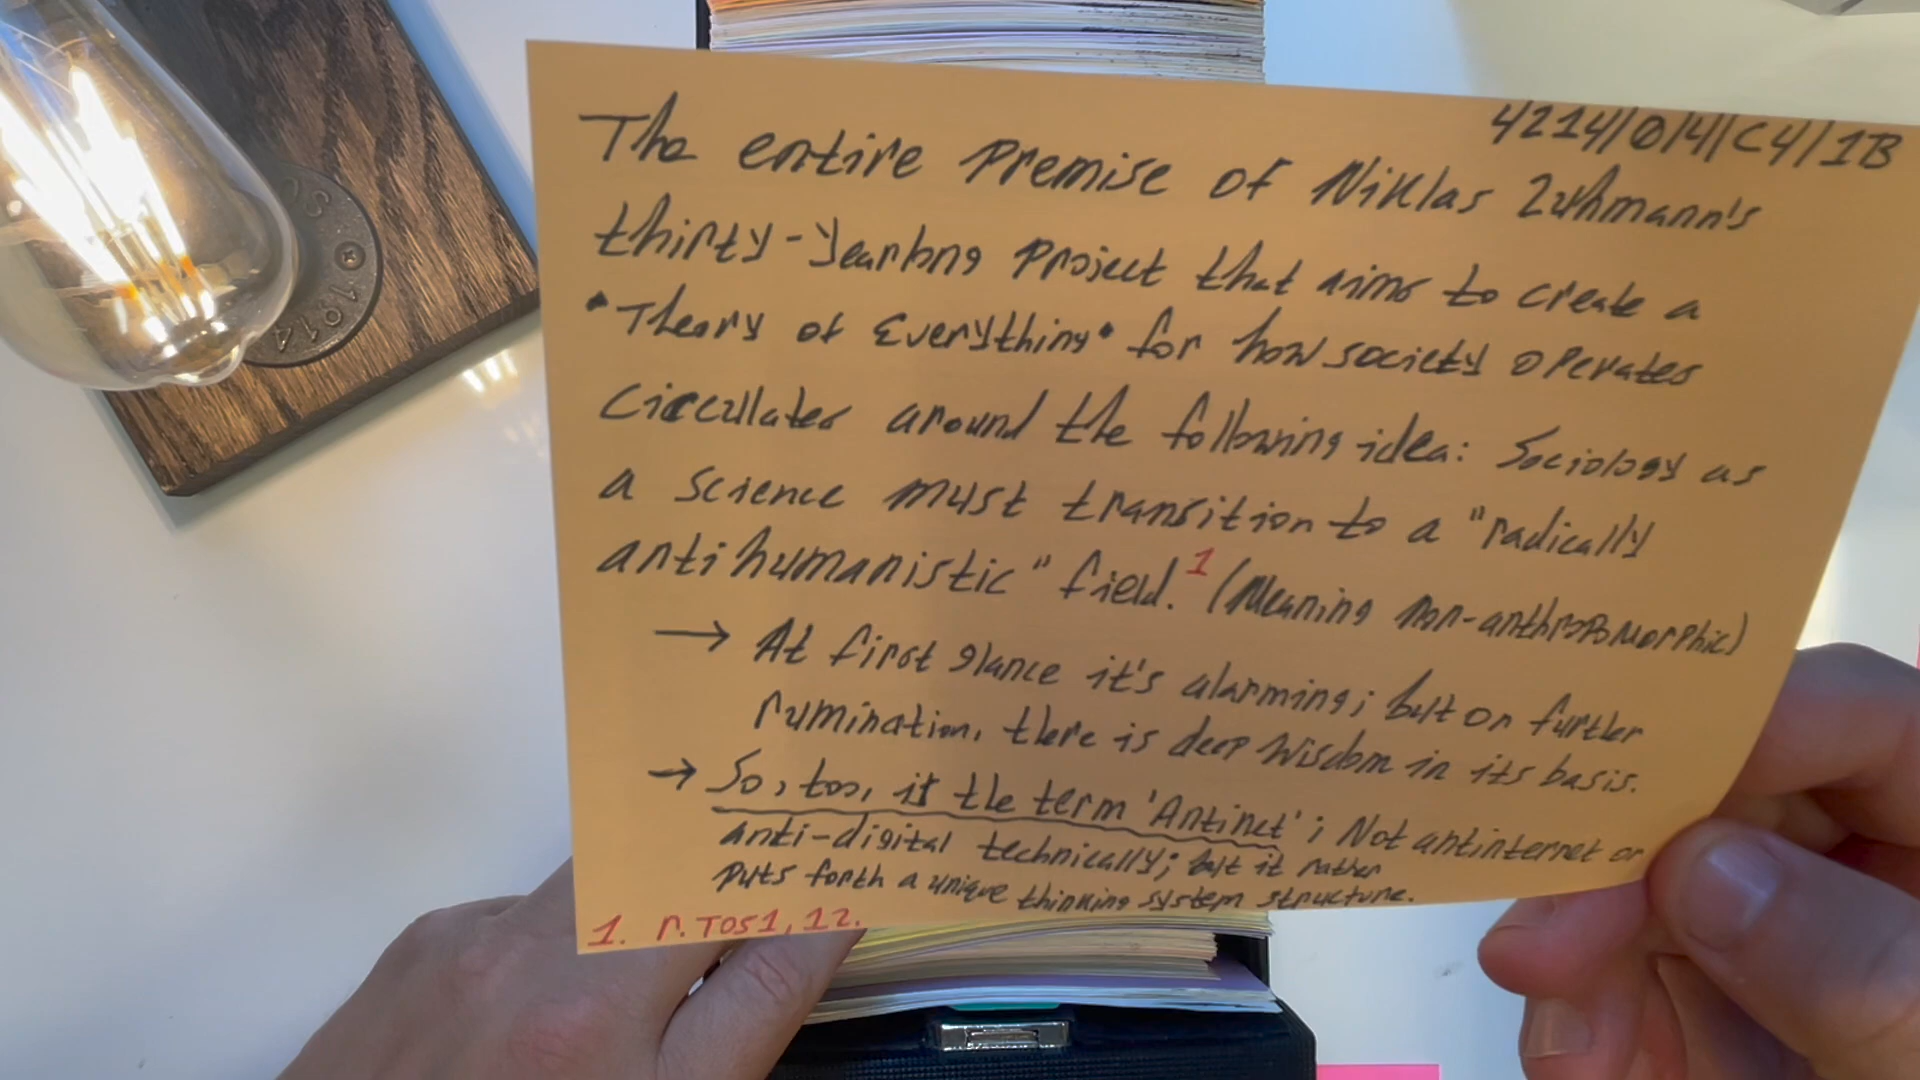 4214/0/4/C4/1B
The entire premise of Niklas Luhmann's
thirty-yearlong project that aims to create a
"Theory of Everything" for how society operates
circulates around the following idea: Sociology as
a science must transition to a "radically
antihumanistic" field.1 (Meaning non-anthropomorphic)
→ At first glance it's alarming; but on further
rumination, there is deep wisdom in its basis.
→ So, too, is the term 'Antinet'; Not antinternet or
anti-digital technically; but it rather
puts forth a unique thinking system structure.
1. r. TOS1, 12.
SC
1914